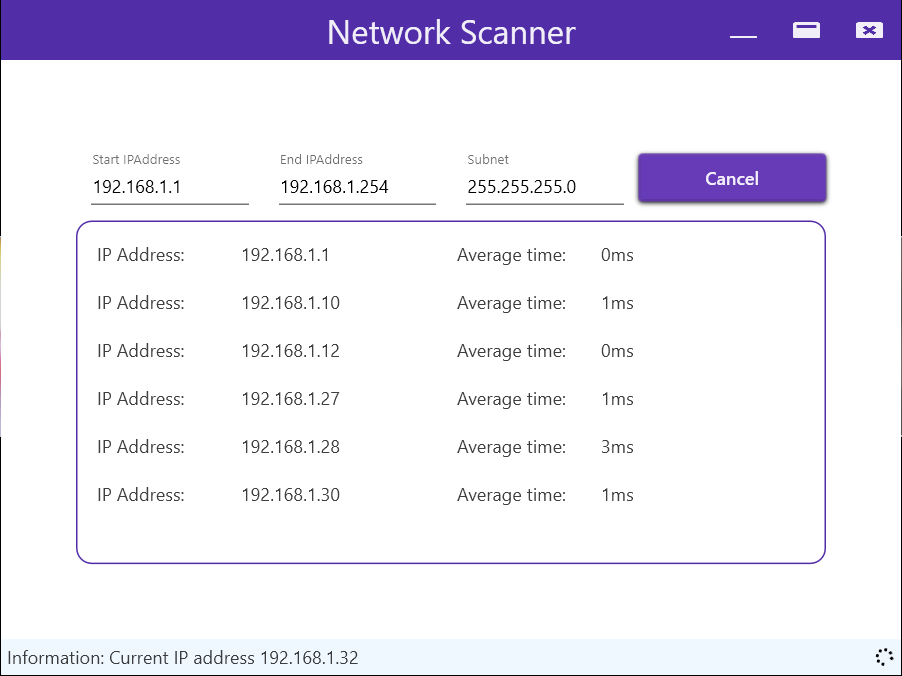 Network Scanner
Start IPAddress End IPAddress Subnet
192.168.1.1 192.168.1.254 255.255.255.0 Cancel
IP Address: 192.168.1.1 Average time: 0ms
IP Address: 192.168.1.10 Average time: 1ms
IP Address: 192.168.1.12 Average time: 0ms
IP Address: 192.168.1.27 Average time: 1ms
IP Address: 192.168.1.28 Average time: 3ms
IP Address: 192.168.1.30 Average time: 1ms
Information: Current IP address 192.168.1.32